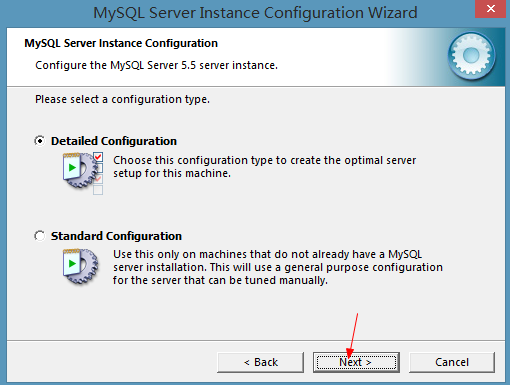 MySQL Server Instance Configuration Wizard
MySQL Server Instance Configuration
Configure the MySQL Server 5.5 server instance.
Please select a configuration type.
Detailed Configuration
Choose this configuration type to create the optimal server
setup for this machine.
Standard Configuration
Use this only on machines that do not already have a MySQL
server installation. This will use a general purpose configuration
for the server that can be tuned manually.
< Back
Next >
Cancel